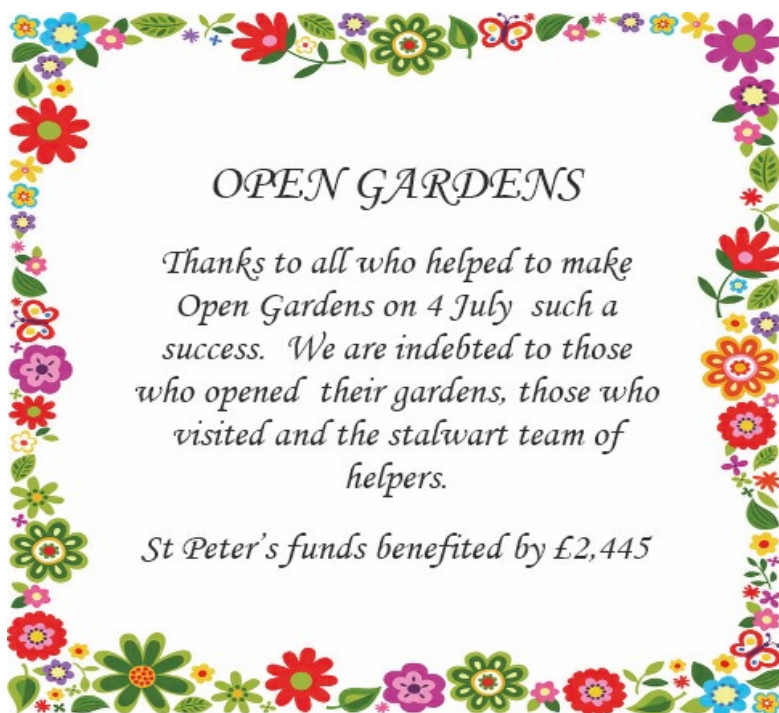 OPEN GARDENS
Thanks to all who helped to make
Open Gardens on 4 July such a
success. We are indebted to those
who opened their gardens, those who
visited and the stalwart team of
helpers.
St Peter's funds benefited by £2,445